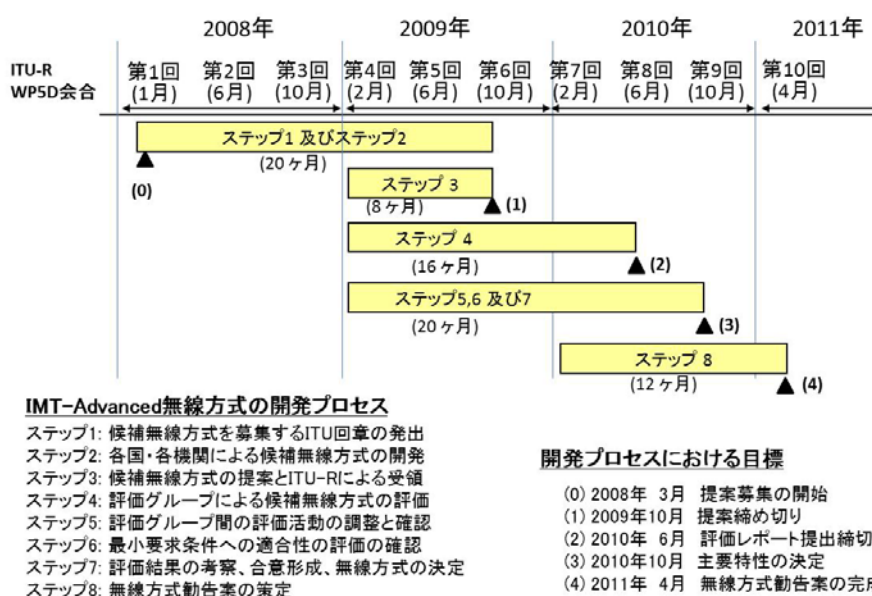 2008年 2009年 2010年 2011年
ITU-R 第1回 第2回 第3回 第4回 第5回 第6回 第7回 第8回 第9回 第10回
WP5D会合 (1月) (6月) (10月) (2月) (6月) (10月) (2月) (6月) (10月) (4月)
ステップ1 及びステップ2
(20ヶ月)
(0)
ステップ 3
(8ヶ月)
(1)
ステップ 4
(16ヶ月)
(2)
ステップ5,6 及び7
(20ヶ月)
(3)
ステップ 8
(12ヶ月)
(4)
IMT-Advanced無線方式の開発プロセス
ステップ1: 候補無線方式を募集するITU回章の発出
ステップ2: 各国・各機関による候補無線方式の開発
ステップ3: 候補無線方式の提案とITU-Rによる受領
ステップ4: 評価グループによる候補無線方式の評価
ステップ5: 評価グループ間の評価活動の調整と確認
ステップ6: 最小要求条件への適合性の評価の確認
ステップ7: 評価結果の考察、合意形成、無線方式の決定
ステップ8: 無線方式勧告案の策定
開発プロセスにおける目標
(0) 2008年 3月 提案募集の開始
(1) 2009年10月 提案締め切り
(2) 2010年 6月 評価レポート提出締切
(3) 2010年10月 主要特性の決定
(4) 2011年 4月 無線方式勧告案の完